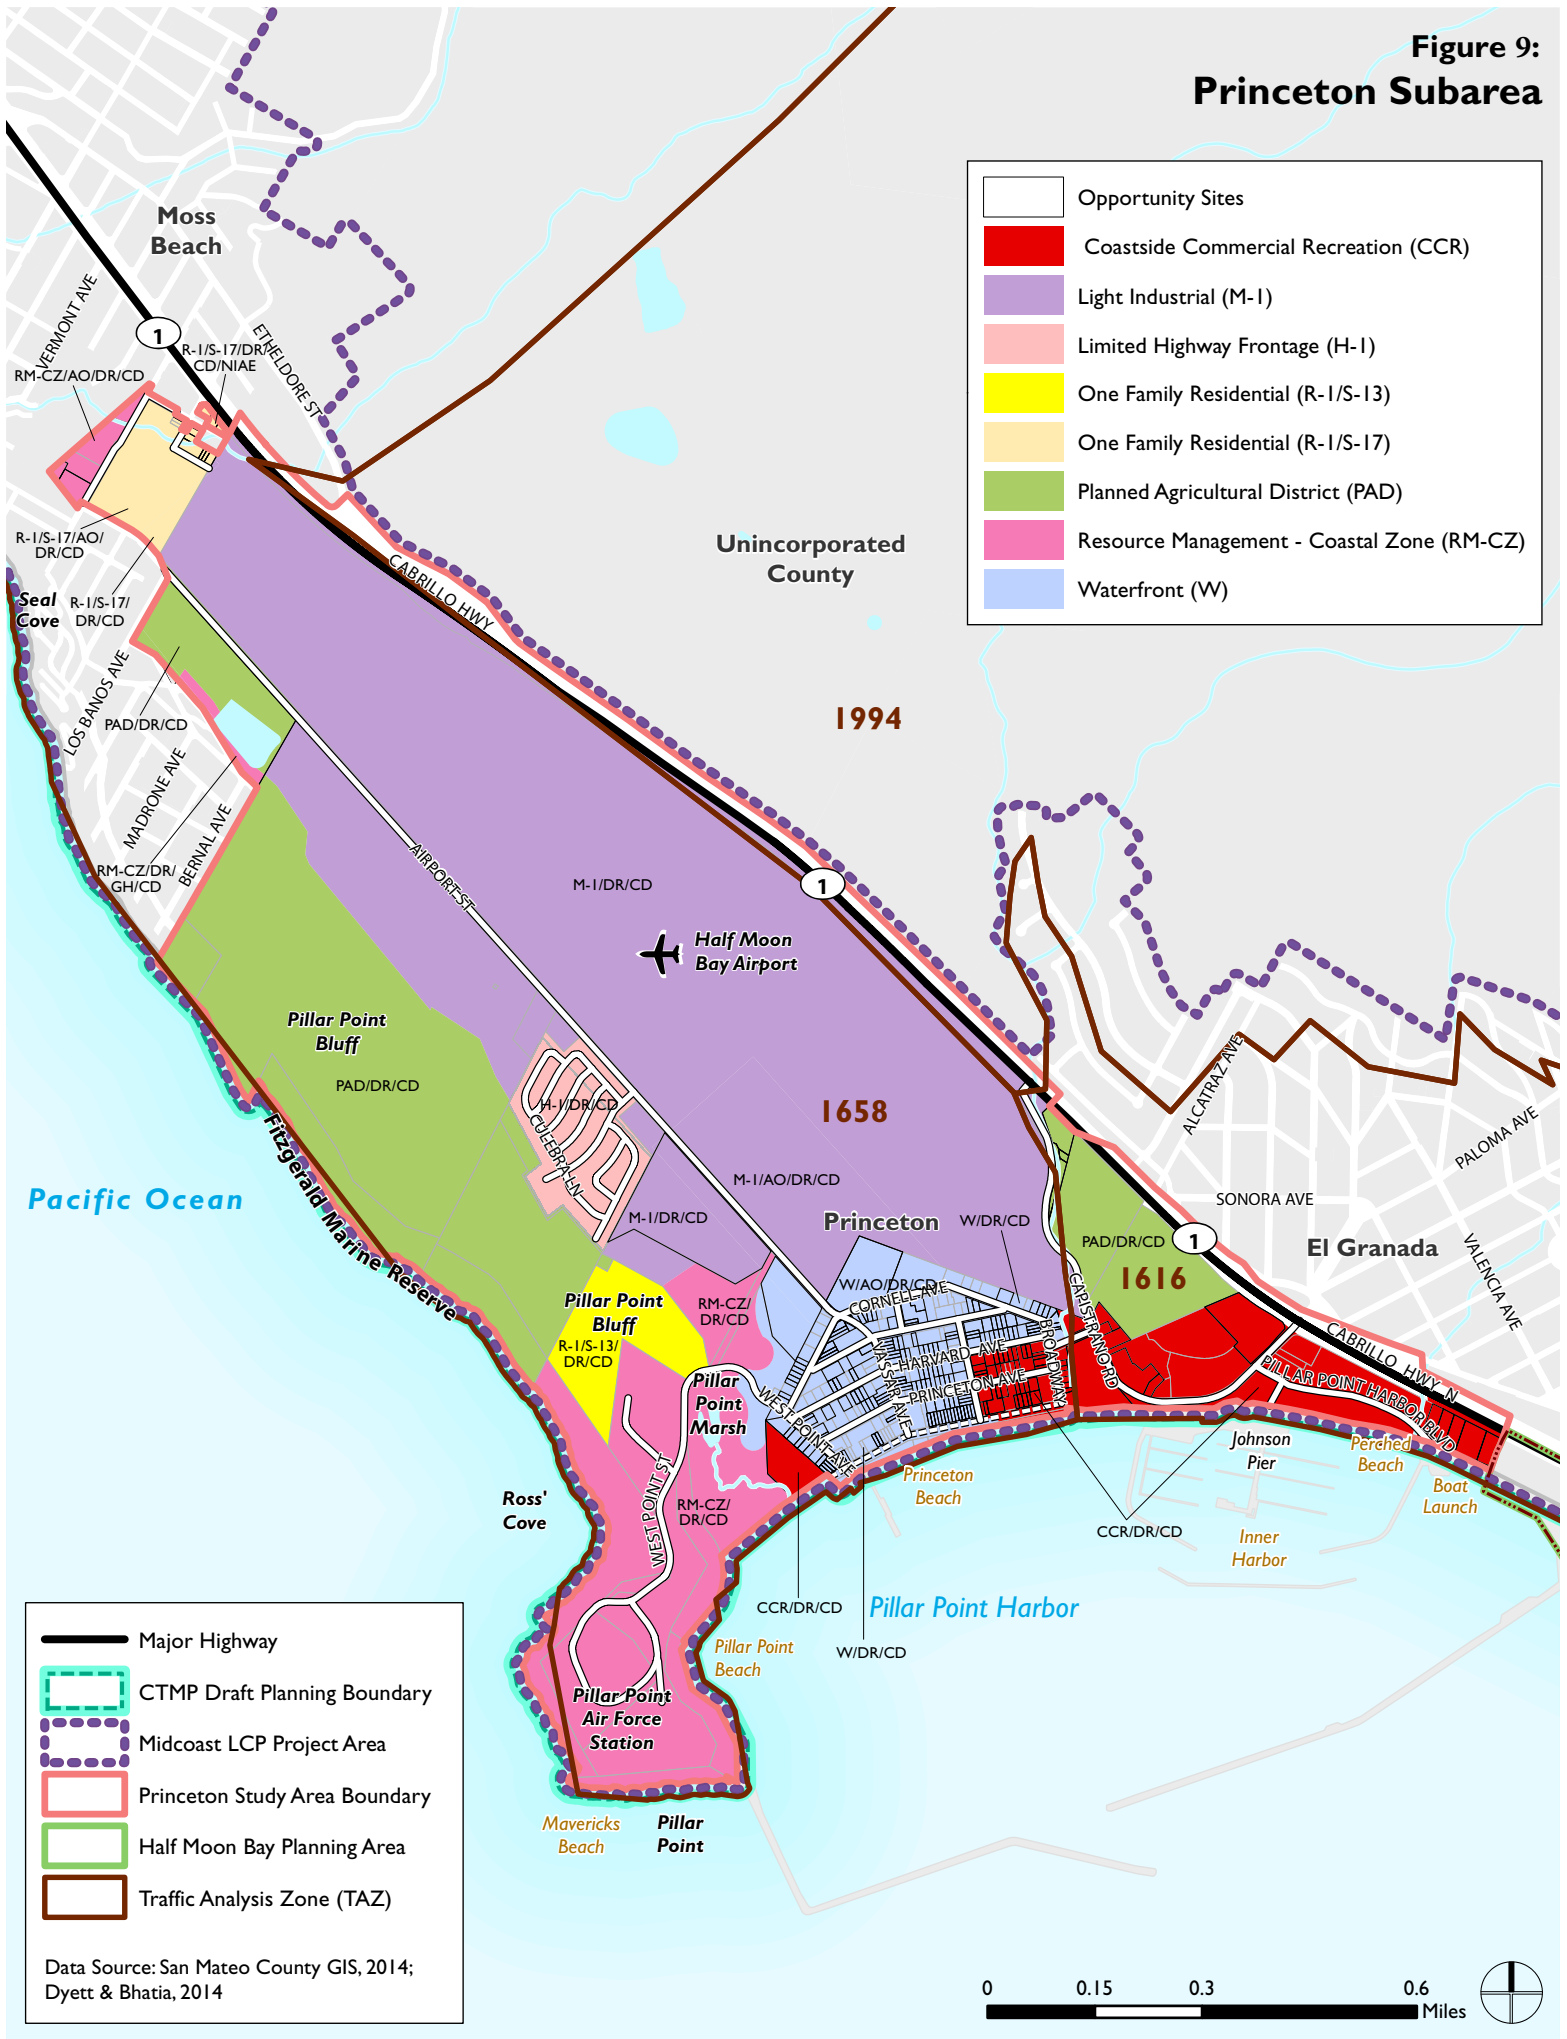 Figure 9:
Princeton Subarea
Opportunity Sites
Coastside Commercial Recreation (CCR)
Light Industrial (M-1)
Limited Highway Frontage (H-1)
One Family Residential (R-1/S-13)
One Family Residential (R-1/S-17)
Planned Agricultural District (PAD)
Resource Management - Coastal Zone (RM-CZ)
Waterfront (W)
Moss
Beach
VERMONT AVE
1
ETHELDORE ST
R-1/S-17/DR/
CD/NIAE
RM-CZ/AO/DR/CD
R-1/S-17/AO/
DR/CD
Seal
Cove
R-1/S-17/
DR/CD
CABRILLO HWY
Unincorporated
County
LOS BANOS AVE
PAD/DR/CD
1994
MADRONE AVE
BERNAL AVE
RM-CZ/DR/
GH/CD
AIRPORT ST
M-1/DR/CD
1
Half Moon
Bay Airport
Pillar Point
Bluff
PAD/DR/CD
H-1/DR/CD
CULEBRA LN
1658
ALCATRAZ AVE
PALOMA AVE
Pacific Ocean
Fitzgerald Marine Reserve
M-1/AO/DR/CD
M-1/DR/CD
Princeton
W/DR/CD
SONORA AVE
PAD/DR/CD
1
El Granada
VALENCIA AVE
1616
W/AO/DR/CD
CORNELL AVE
CAPISTRANO RD
Pillar Point
Bluff
R-1/S-13/
DR/CD
RM-CZ/
DR/CD
BROADWAY
HARVARD AVE
VASSAR AVE
PRINCETON AVE
CABRILLO HWY N
PILLAR POINT HARBOR BLVD
Pillar
Point
Marsh
WEST POINT AVE
WEST POINT ST
RM-CZ/
DR/CD
Ross'
Cove
Princeton
Beach
Johnson
Pier
Perched
Beach
Boat
Launch
CCR/DR/CD
Inner
Harbor
CCR/DR/CD
Pillar Point Harbor
W/DR/CD
Pillar Point
Beach
Pillar Point
Air Force
Station
Mavericks
Beach
Pillar
Point
Major Highway
CTMP Draft Planning Boundary
Midcoast LCP Project Area
Princeton Study Area Boundary
Half Moon Bay Planning Area
Traffic Analysis Zone (TAZ)
Data Source: San Mateo County GIS, 2014;
Dyett & Bhatia, 2014
0 0.15 0.3 0.6
Miles